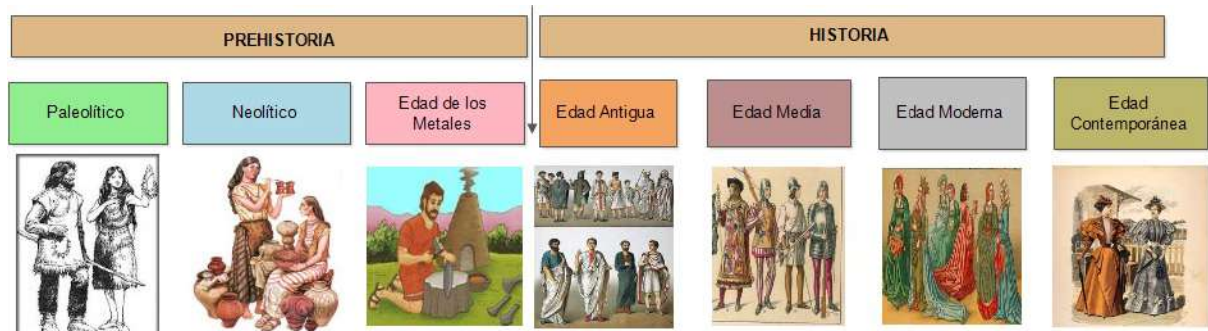 PREHISTORIA
HISTORIA
Paleolítico
Neolítico
Edad de los
Metales
Edad Antigua
Edad Media
Edad Moderna
Edad
Contemporánea